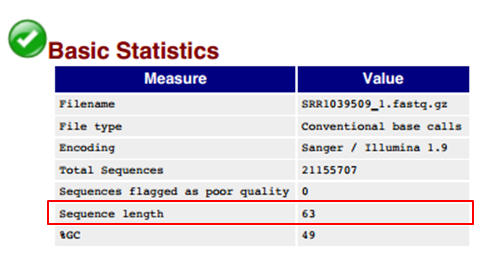 Basic Statistics
Measure Value
Filename SRR1039509_1.fastq.gz
File type Conventional base calls
Encoding Sanger / Illumina 1.9
Total Sequences 21155707
Sequences flagged as poor quality 0
Sequence length 63
%GC 49